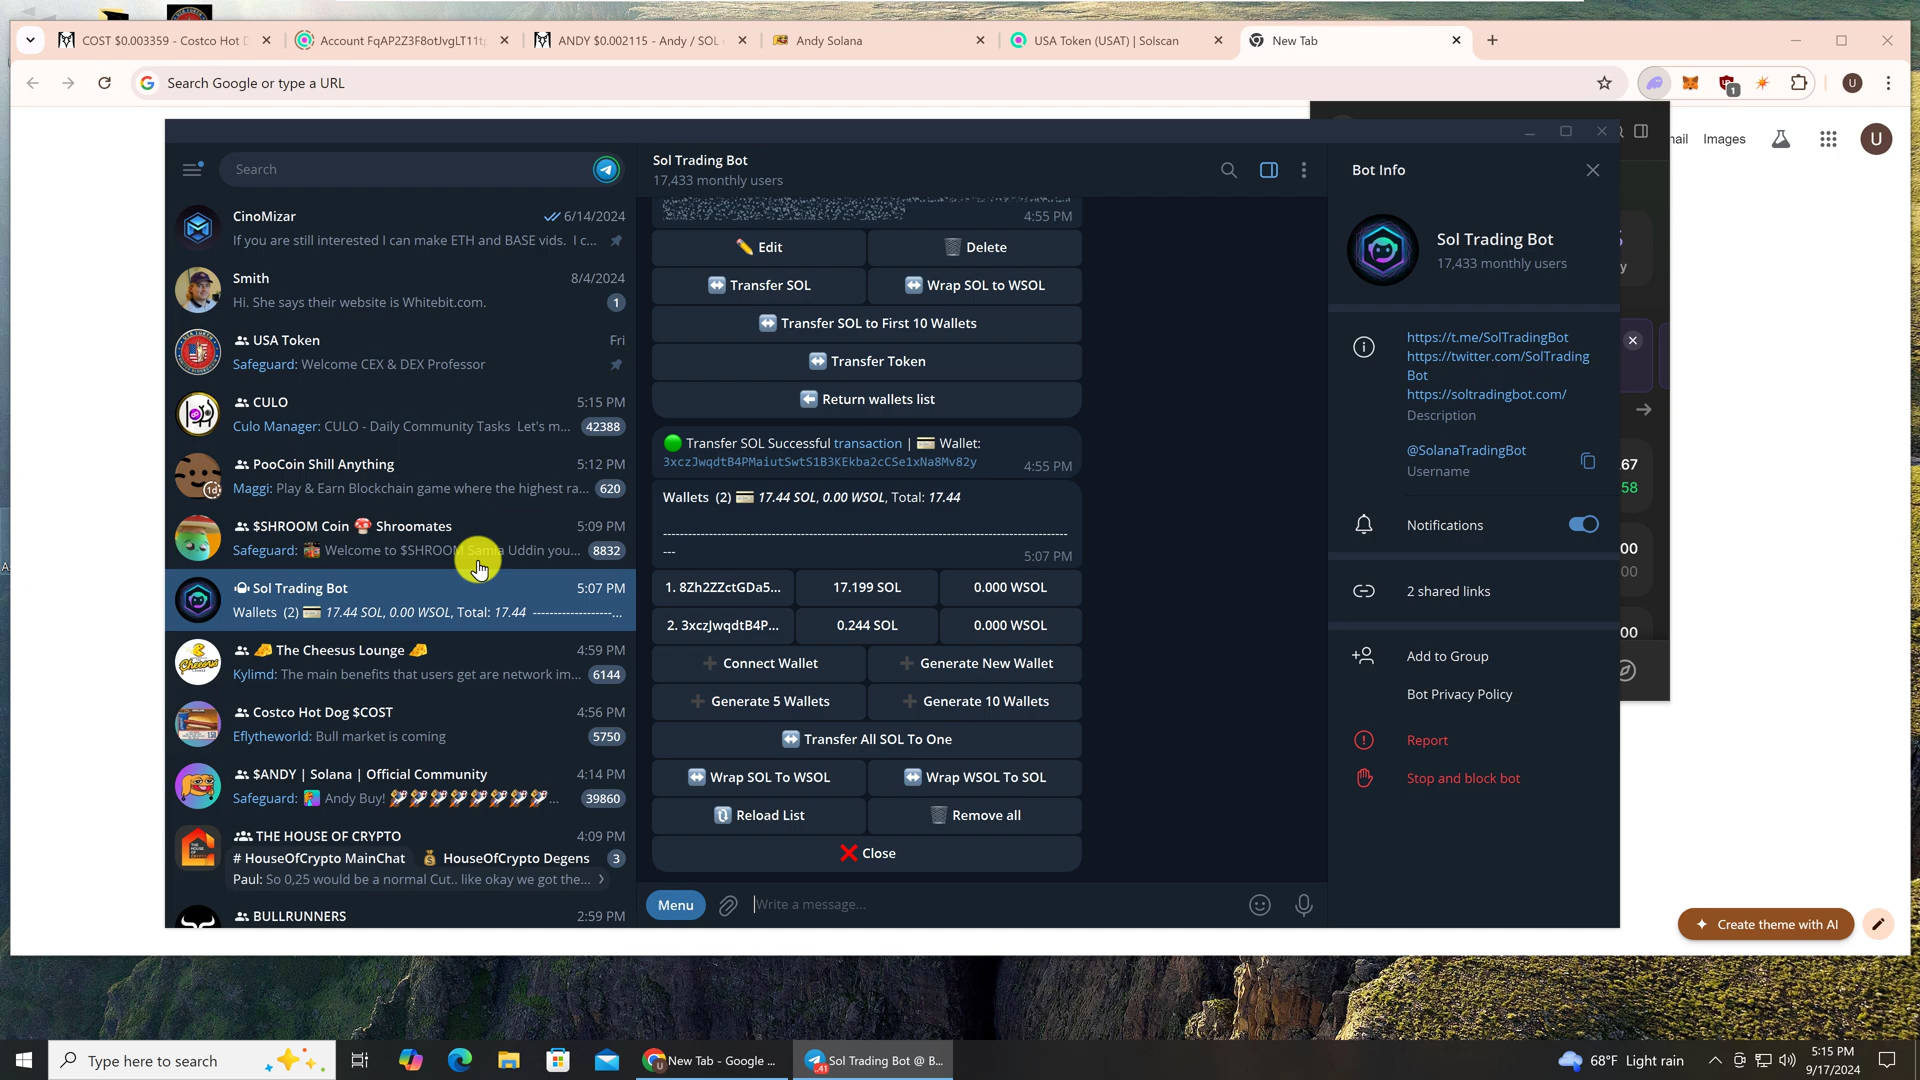 COST $0.003359 - Costco Hot D
Account FqAP2Z3F8otJvgLT11t
ANDY $0.002115 - Andy / SOL
Andy Solana
USA Token (USAT) | Solscan
New Tab
Search Google or type a URL
1
U
Images
U
Search
CinoMizar
6/14/2024
If you are still interested I can make ETH and BASE vids. I c...
Smith
8/4/2024
Hi. She says their website is Whitebit.com.
1
USA Token
Fri
Safeguard: Welcome CEX & DEX Professor
CULO
5:15 PM
Culo Manager: CULO - Daily Community Tasks Let's m...
42388
PooCoin Shill Anything
5:12 PM
1d
Maggi: Play & Earn Blockchain game where the highest ra...
620
$SHROOM Coin 🍄 Shroomates
5:09 PM
Safeguard: Welcome to $SHROOM Samia Uddin you...
8832
Sol Trading Bot
5:07 PM
Wallets (2) 💳 17.44 SOL, 0.00 WSOL, Total: 17.44 -------------------...
🧀 The Cheesus Lounge 🧀
4:59 PM
Kylimd: The main benefits that users get are network im...
6144
Costco Hot Dog $COST
4:56 PM
Eflytheworld: Bull market is coming
5750
$ANDY | Solana | Official Community
4:14 PM
Safeguard: Andy Buy! 🚀🚀🚀🚀🚀🚀🚀🚀...
39860
THE HOUSE OF CRYPTO
4:09 PM
# HouseOfCrypto MainChat 💰 HouseOfCrypto Degens
3
Paul: So 0,25 would be a normal Cut.. like okay we got the...
BULLRUNNERS
2:59 PM
Sol Trading Bot
17,433 monthly users
4:55 PM
✏️ Edit
🗑️ Delete
↔️ Transfer SOL
↔️ Wrap SOL to WSOL
↔️ Transfer SOL to First 10 Wallets
↔️ Transfer Token
⬅️ Return wallets list
🟢 Transfer SOL Successful transaction | 💳 Wallet:
3xczJwqdtB4PMaiutSwtS1B3KEkba2cCSe1xNa8Mv82y
4:55 PM
Wallets (2) 💳 17.44 SOL, 0.00 WSOL, Total: 17.44
5:07 PM
1. 8Zh2ZZctGDa5...
17.199 SOL
0.000 WSOL
2. 3xczJwqdtB4P...
0.244 SOL
0.000 WSOL
➕ Connect Wallet
➕ Generate New Wallet
➕ Generate 5 Wallets
➕ Generate 10 Wallets
↔️ Transfer All SOL To One
↔️ Wrap SOL To WSOL
↔️ Wrap WSOL To SOL
🔃 Reload List
🗑️ Remove all
❌ Close
Menu
Write a message...
Bot Info
Sol Trading Bot
17,433 monthly users
https://t.me/SolTradingBot
https://twitter.com/SolTrading
Bot
https://soltradingbot.com/
Description
@SolanaTradingBot
Username
Notifications
2 shared links
Add to Group
Bot Privacy Policy
Report
Stop and block bot
y
67
58
00
00
00
Create theme with AI
Type here to search
New Tab - Google ...
41
Sol Trading Bot @ B...
68°F Light rain
5:15 PM
9/17/2024